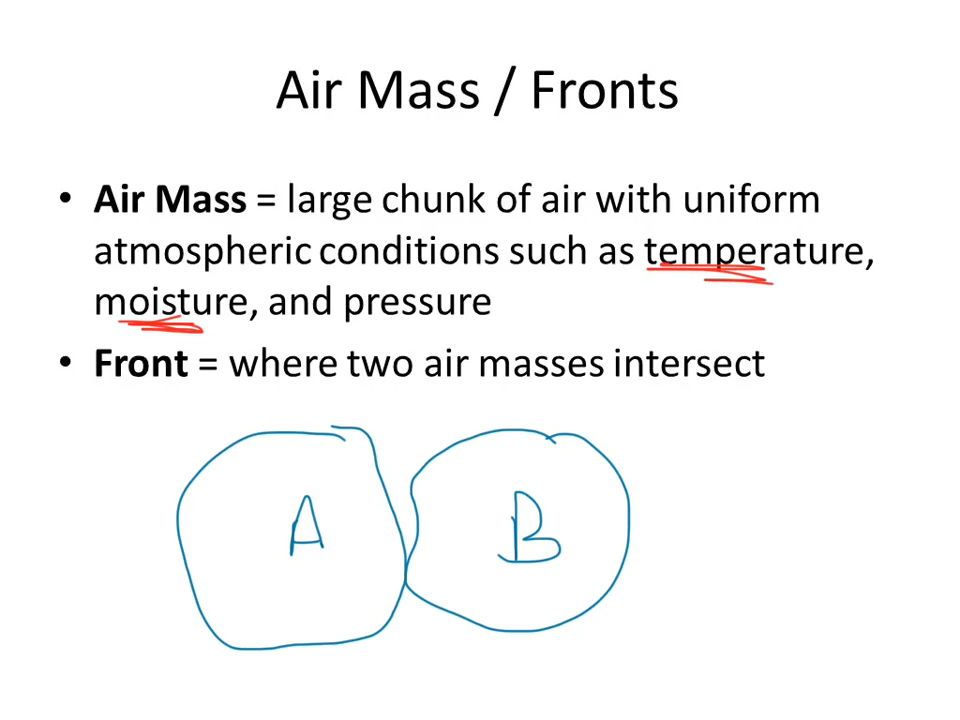 Air Mass / Fronts
• Air Mass = large chunk of air with uniform
atmospheric conditions such as temperature,
moisture, and pressure
• Front = where two air masses intersect
A B